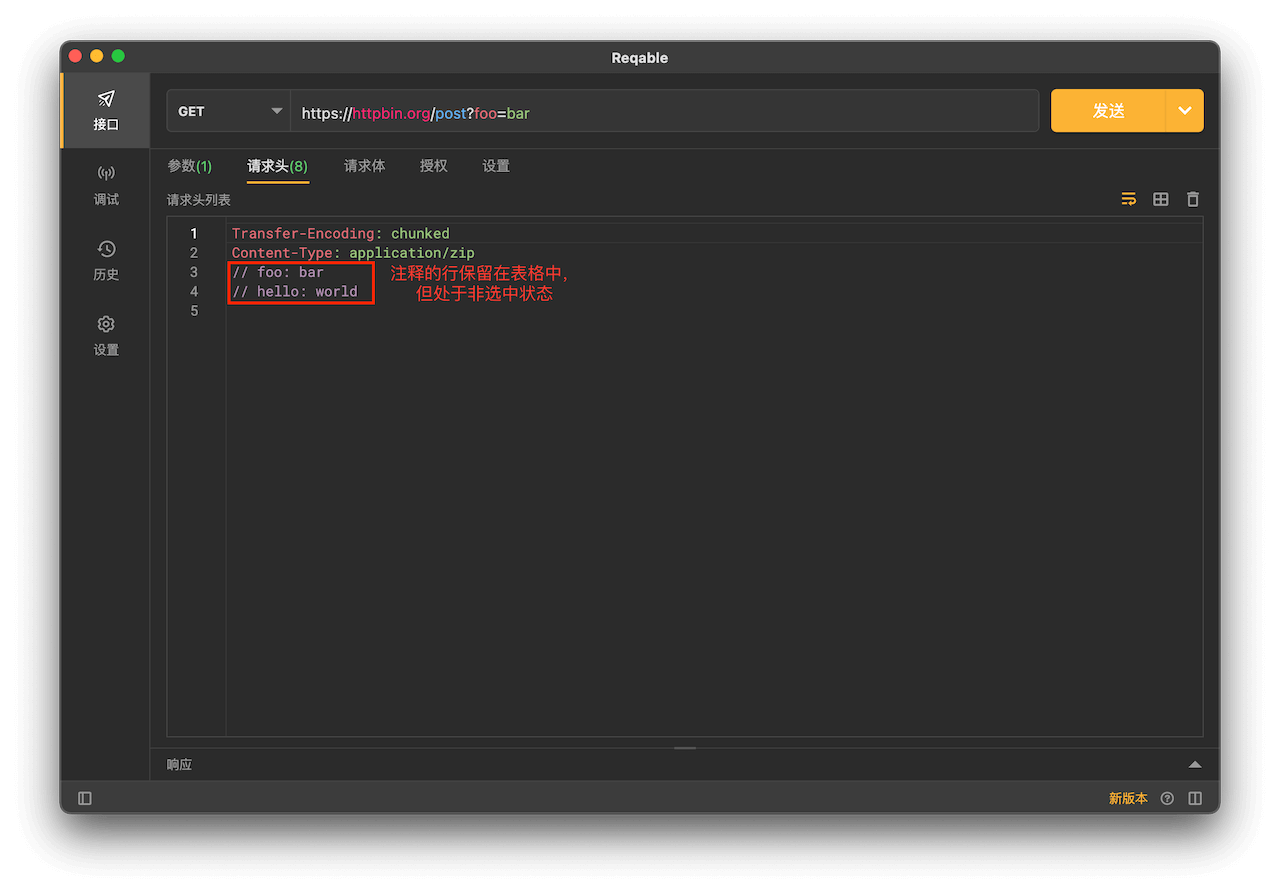 Reqable
接口
调试
历史
设置
GET
https://httpbin.org/post?foo=bar
发送
参数(1)
请求头(8)
请求体
授权
设置
请求头列表
1 Transfer-Encoding: chunked
2 Content-Type: application/zip
3 // foo: bar
4 // hello: world
5
注释的行保留在表格中，
但处于非选中状态
响应
新版本